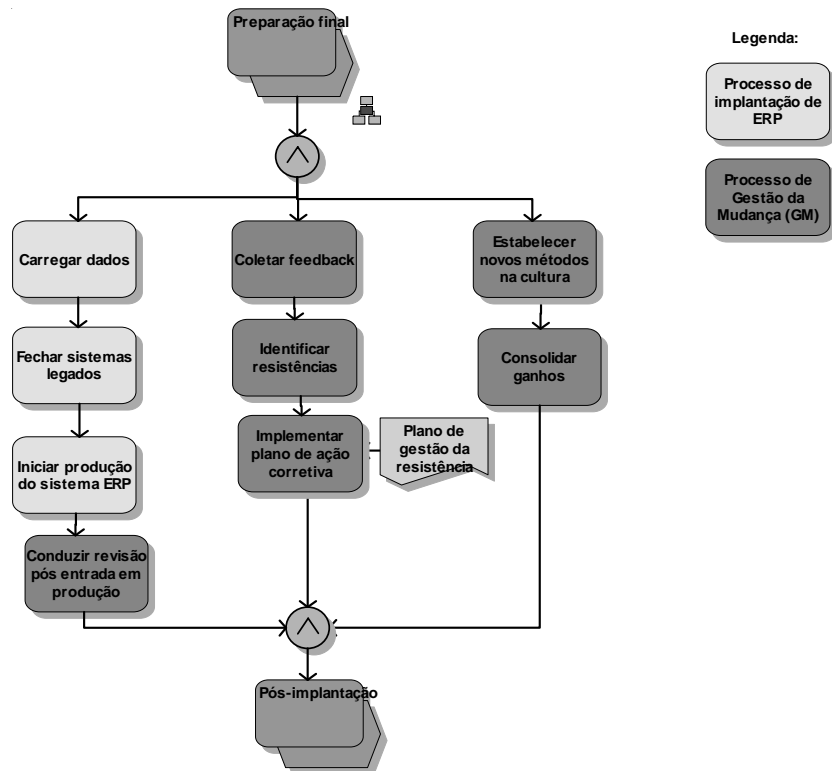 Preparação final
Legenda:
Processo de
implantação de
ERP
Processo de
Gestão da
Mudança (GM)
Carregar dados
Coletar feedback
Estabelecer
novos métodos
na cultura
Fechar sistemas
legados
Identificar
resistências
Consolidar
ganhos
Iniciar produção
do sistema ERP
Implementar
plano de ação
corretiva
Plano de
gestão da
resistência
Conduzir revisão
pós entrada em
produção
Pós-implantação